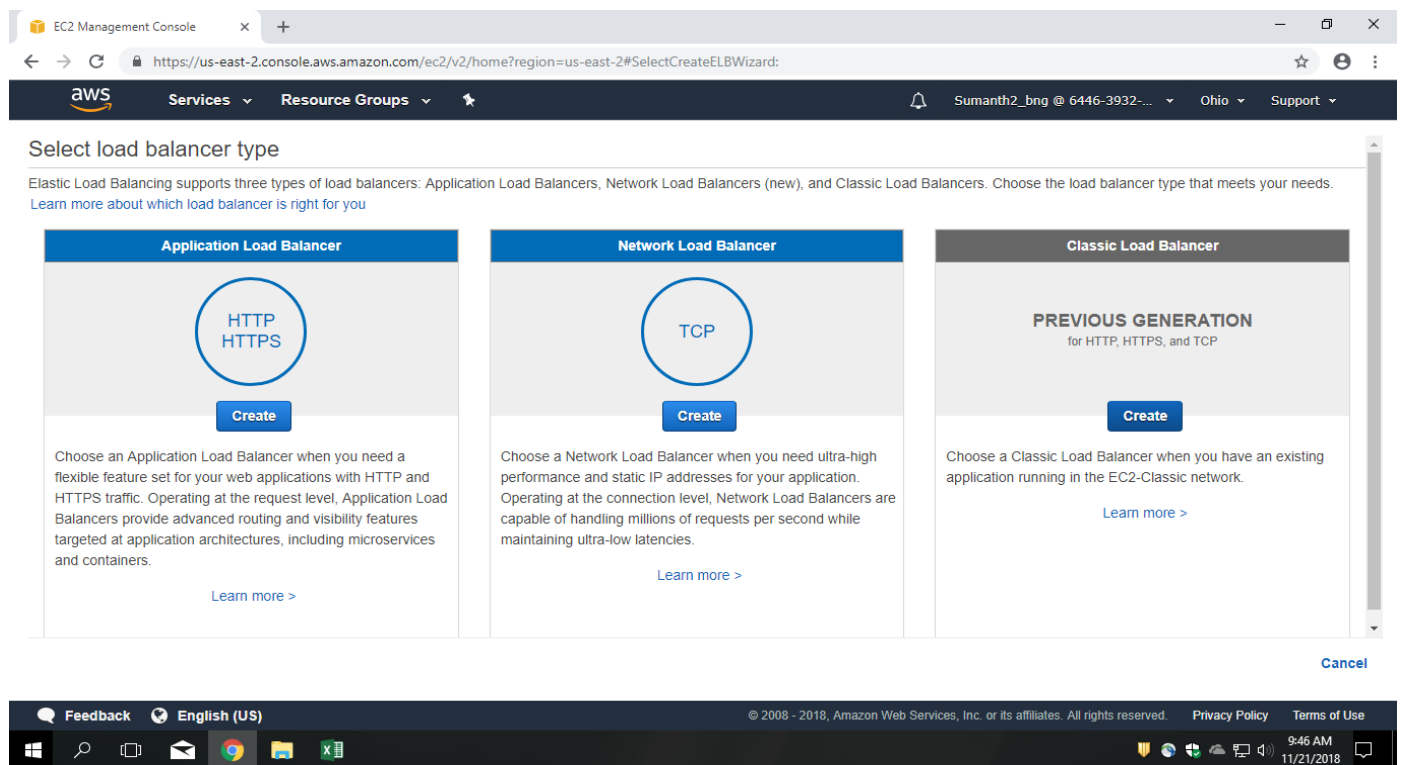 EC2 Management Console
https://us-east-2.console.aws.amazon.com/ec2/v2/home?region=us-east-2#SelectCreateELBWizard:
aws Services Resource Groups Sumanth2_bng @ 6446-3932-... Ohio Support
Select load balancer type
Elastic Load Balancing supports three types of load balancers: Application Load Balancers, Network Load Balancers (new), and Classic Load Balancers. Choose the load balancer type that meets your needs.
Learn more about which load balancer is right for you
Application Load Balancer
HTTP
HTTPS
Create
Choose an Application Load Balancer when you need a
flexible feature set for your web applications with HTTP and
HTTPS traffic. Operating at the request level, Application Load
Balancers provide advanced routing and visibility features
targeted at application architectures, including microservices
and containers.
Learn more >
Network Load Balancer
TCP
Create
Choose a Network Load Balancer when you need ultra-high
performance and static IP addresses for your application.
Operating at the connection level, Network Load Balancers are
capable of handling millions of requests per second while
maintaining ultra-low latencies.
Learn more >
Classic Load Balancer
PREVIOUS GENERATION
for HTTP, HTTPS, and TCP
Create
Choose a Classic Load Balancer when you have an existing
application running in the EC2-Classic network.
Learn more >
Cancel
Feedback English (US) © 2008 - 2018, Amazon Web Services, Inc. or its affiliates. All rights reserved. Privacy Policy Terms of Use
9:46 AM
11/21/2018